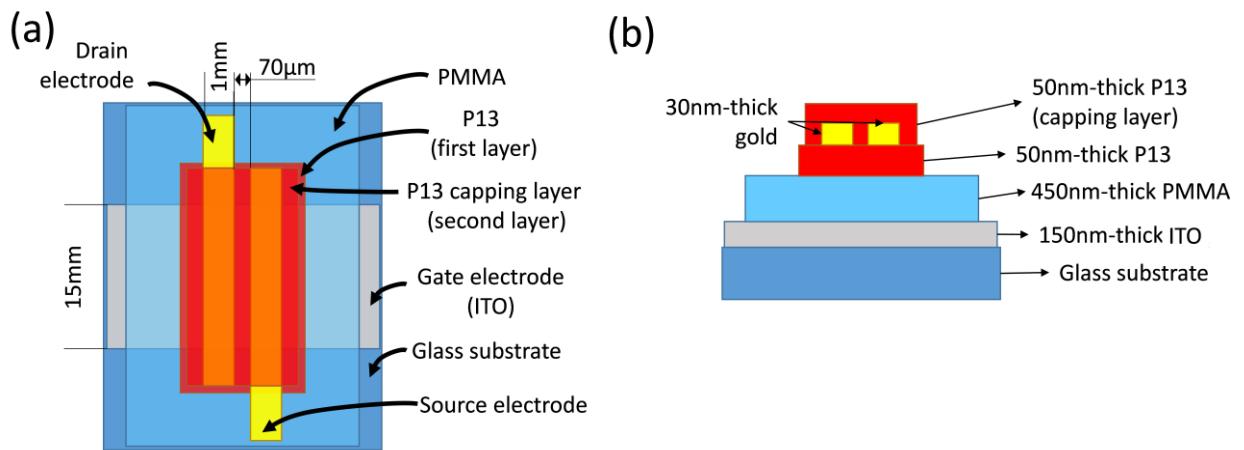 (a)
Drain
electrode
1mm
70μm
PMMA
P13
(first layer)
P13 capping layer
(second layer)
15mm
Gate electrode
(ITO)
Glass substrate
Source electrode
(b)
30nm-thick
gold
50nm-thick P13
(capping layer)
50nm-thick P13
450nm-thick PMMA
150nm-thick ITO
Glass substrate